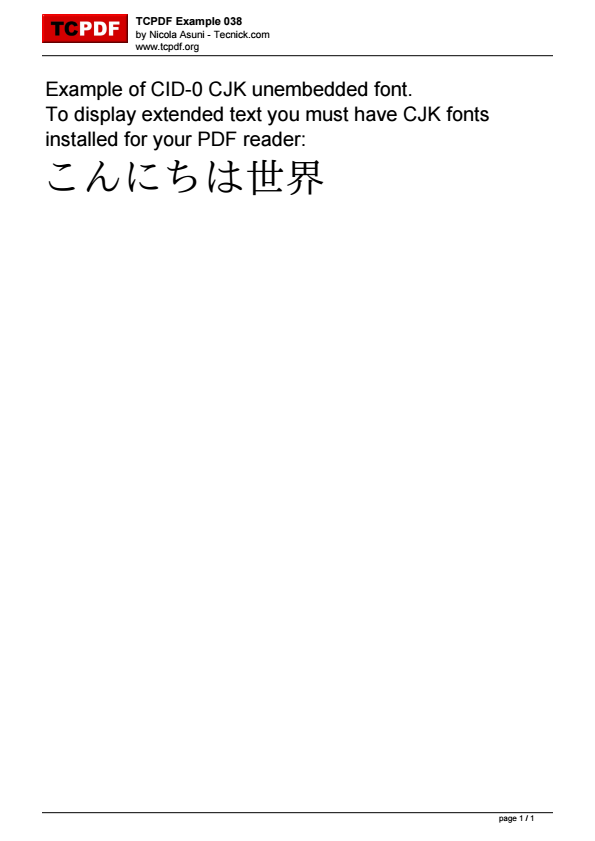 TCPDF
TCPDF Example 038
by Nicola Asuni - Tecnick.com
www.tcpdf.org
Example of CID-0 CJK unembedded font.
To display extended text you must have CJK fonts
installed for your PDF reader:
こんにちは世界
page 1 / 1